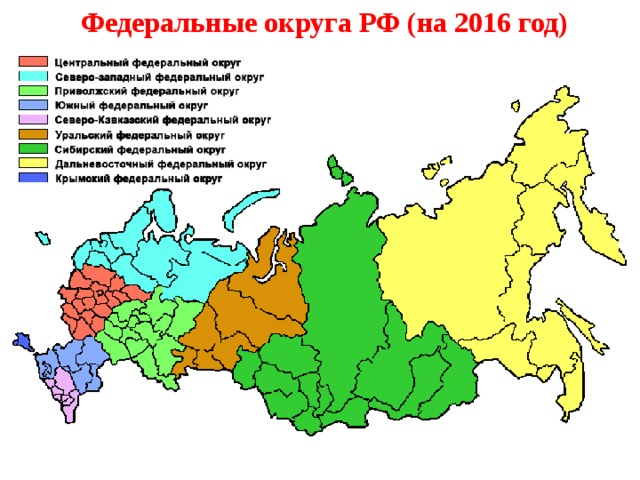 Федеральные округа РФ (на 2016 год)
Центральный федеральный округ
Северо-западный федеральный округ
Приволжский федеральный округ
Южный федеральный округ
Северо-Кавказский федеральный округ
Уральский федеральный округ
Сибирский федеральный округ
Дальневосточный федеральный округ
Крымский федеральный округ